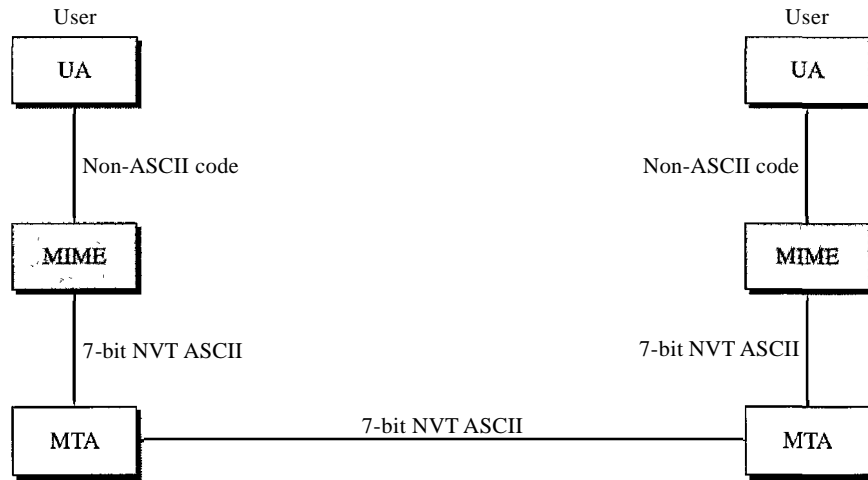 User
User
UA
UA
Non-ASCII code
Non-ASCII code
MIME
MIME
7-bit NVT ASCII
7-bit NVT ASCII
7-bit NVT ASCII
MTA
MTA